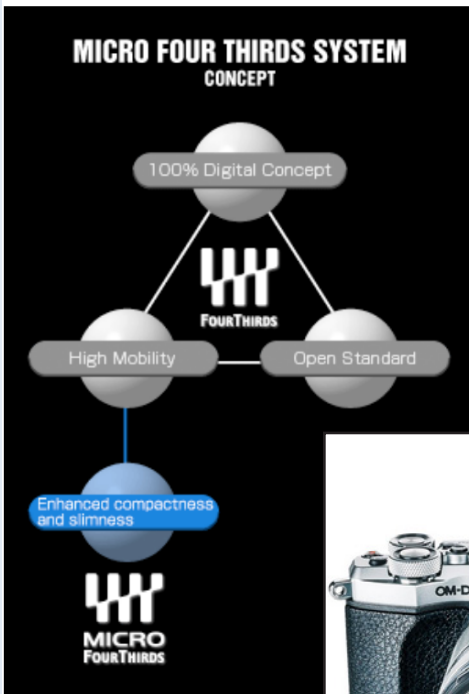 MICRO FOUR THIRDS SYSTEM
CONCEPT
100% Digital Concept
FOURTHIRDS
High Mobility
Open Standard
Enhanced compactness
and slimness
MICRO
FOURTHIRDS
OM-D